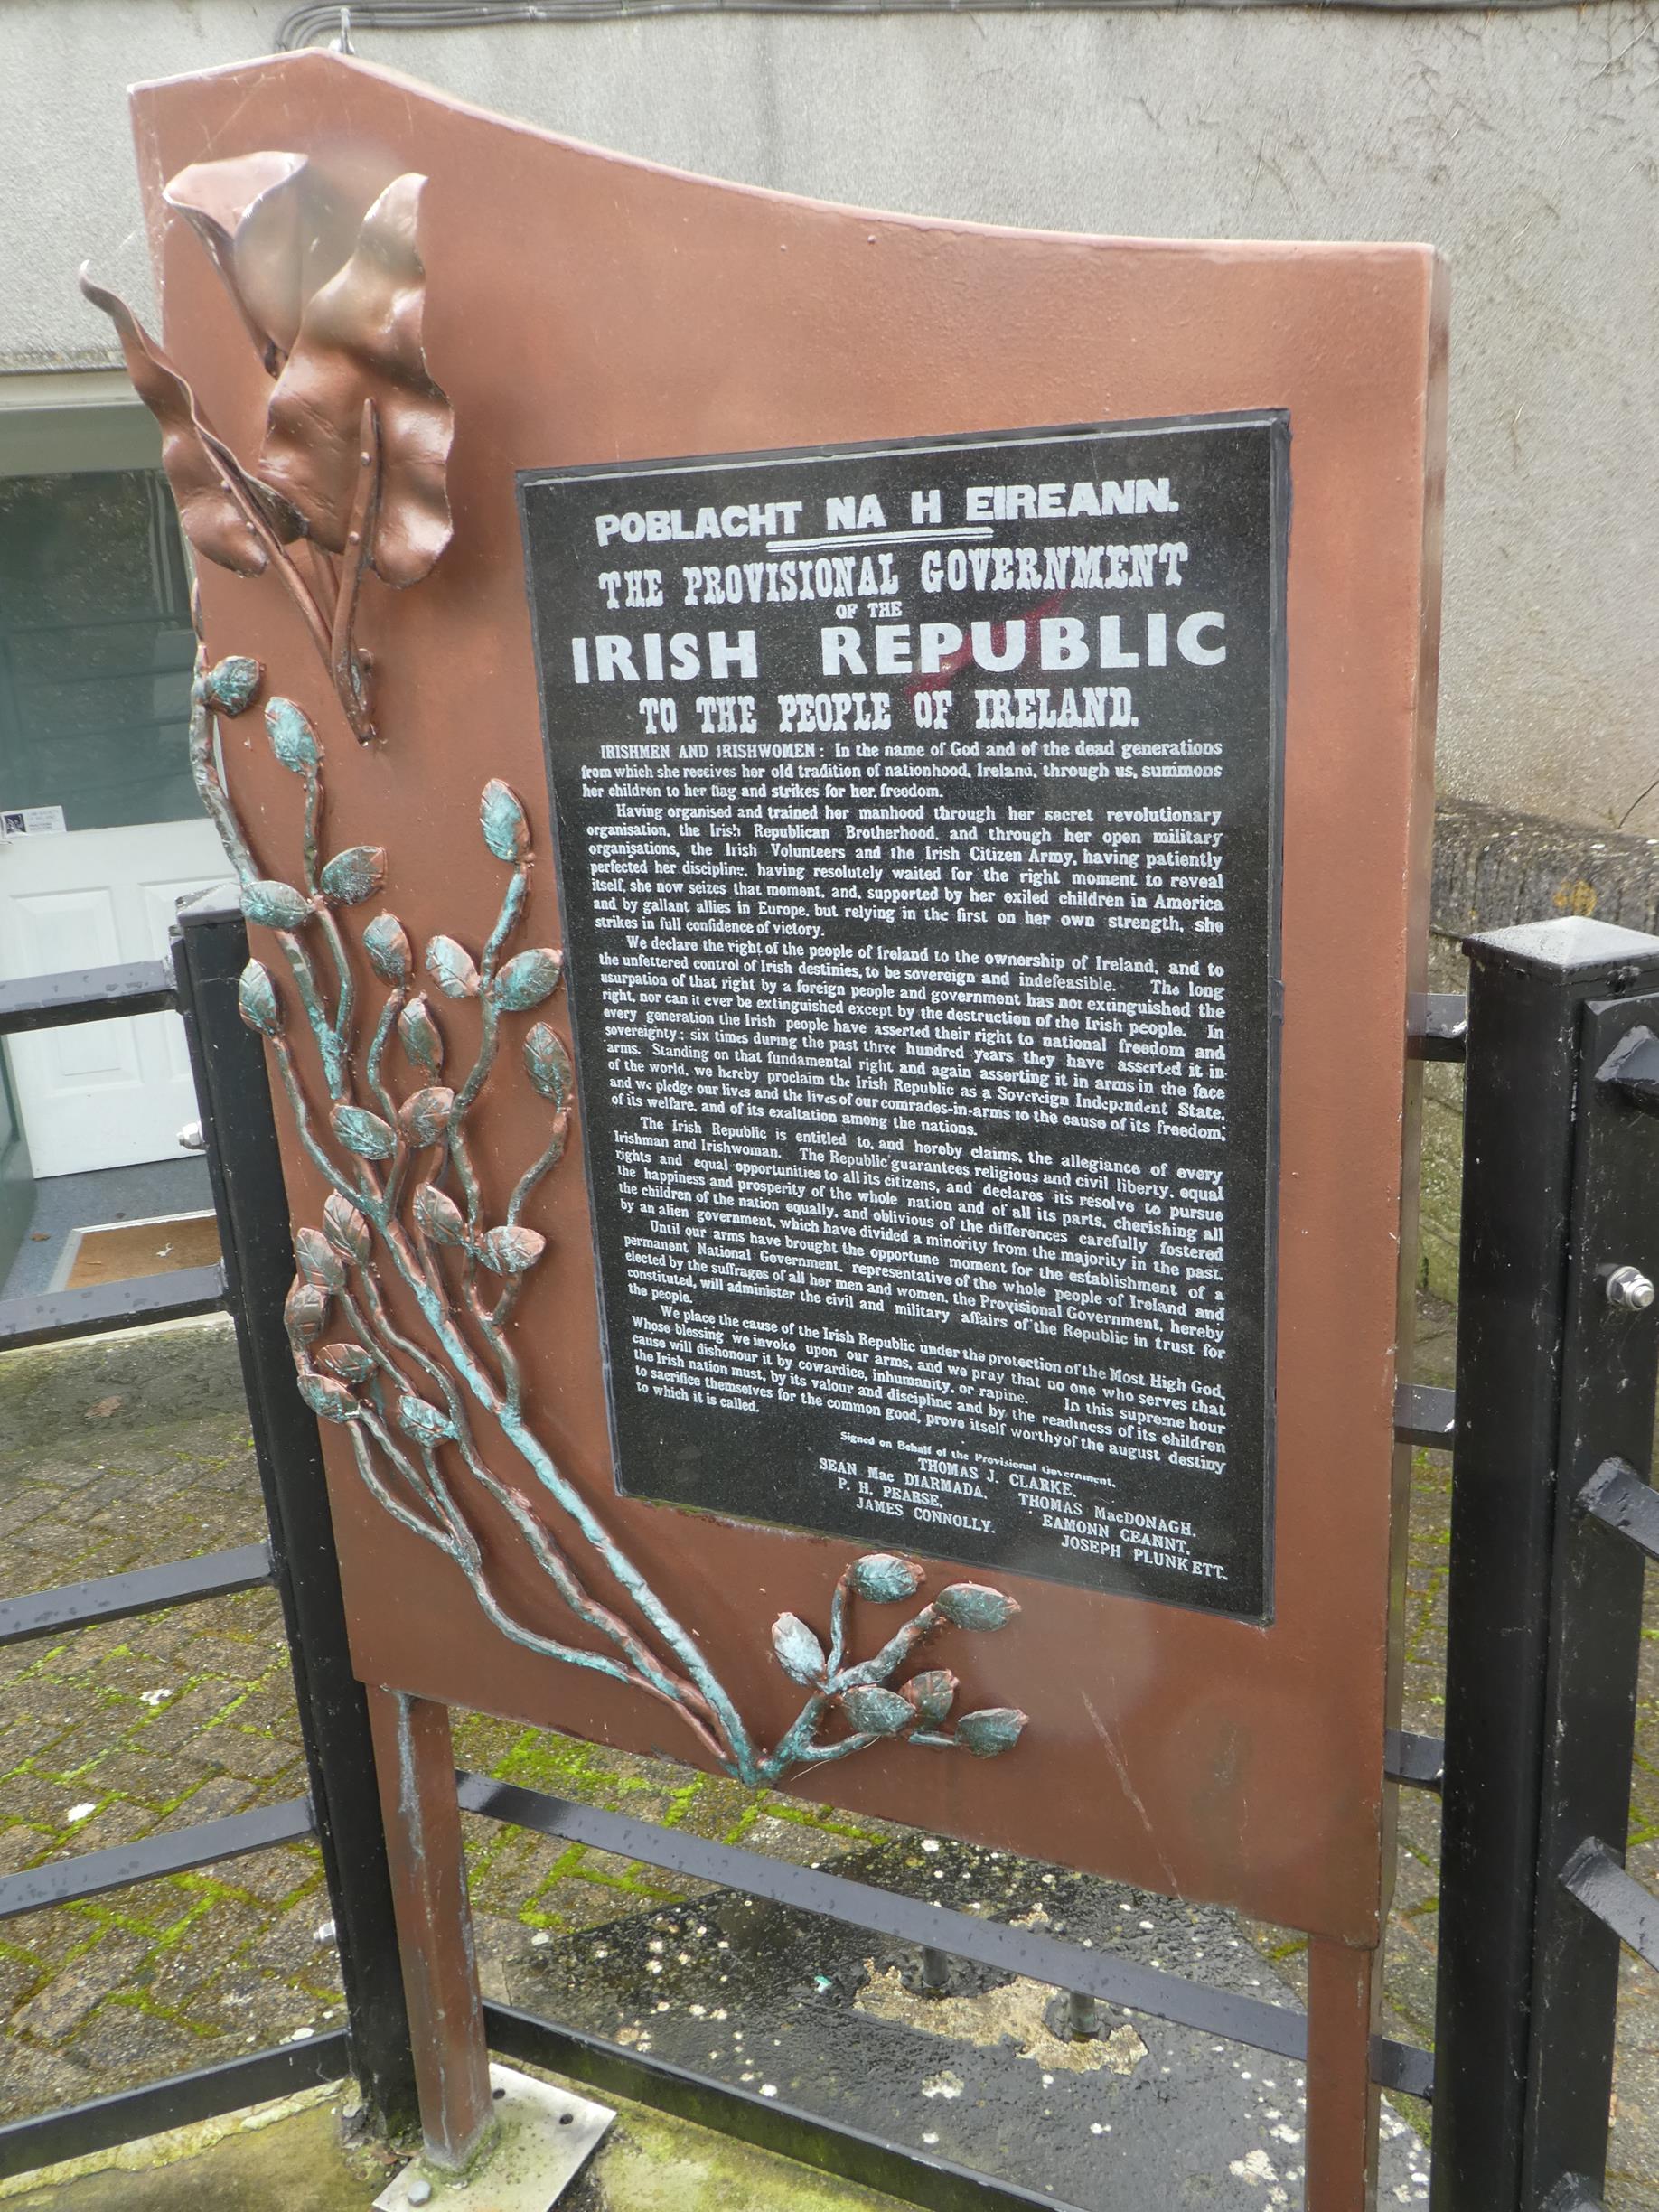 POBLACHT NA H EIREANN.
THE PROVISIONAL GOVERNMENT
OF THE
IRISH REPUBLIC
TO THE PEOPLE OF IRELAND.
IRISHMEN AND IRISHWOMEN: In the name of God and of the dead generations
from which she receives her old tradition of nationhood, Ireland, through us, summons
her children to her flag and strikes for her freedom.
Having organised and trained her manhood through her secret revolutionary
organisation, the Irish Republican Brotherhood, and through her open military
organisations, the Irish Volunteers and the Irish Citizen Army, having patiently
perfected her discipline, having resolutely waited for the right moment to reveal
itself, she now seizes that moment, and, supported by her exiled children in America
and by gallant allies in Europe, but relying in the first on her own strength, she
strikes in full confidence of victory.
We declare the right of the people of Ireland to the ownership of Ireland, and to
the unfettered control of Irish destinies, to be sovereign and indefeasible. The long
usurpation of that right by a foreign people and government has not extinguished the
right, nor can it ever be extinguished except by the destruction of the Irish people. In
every generation the Irish people have asserted their right to national freedom and
sovereignty: six times during the past three hundred years they have asserted it in
arms. Standing on that fundamental right and again asserting it in arms in the face
of the world, we hereby proclaim the Irish Republic as a Sovereign Independent State,
and we pledge our lives and the lives of our comrades-in-arms to the cause of its freedom,
of its welfare, and of its exaltation among the nations.
The Irish Republic is entitled to, and hereby claims, the allegiance of every
Irishman and Irishwoman. The Republic guarantees religious and civil liberty, equal
rights and equal opportunities to all its citizens, and declares its resolve to pursue
the happiness and prosperity of the whole nation and of all its parts, cherishing all
the children of the nation equally, and oblivious of the differences carefully fostered
by an alien government, which have divided a minority from the majority in the past.
Until our arms have brought the opportune moment for the establishment of a
permanent National Government, representative of the whole people of Ireland and
elected by the suffrages of all her men and women, the Provisional Government, hereby
constituted, will administer the civil and military affairs of the Republic in trust for
the people.
We place the cause of the Irish Republic under the protection of the Most High God,
Whose blessing we invoke upon our arms, and we pray that no one who serves that
cause will dishonour it by cowardice, inhumanity, or rapine. In this supreme hour
the Irish nation must, by its valour and discipline and by the readiness of its children
to sacrifice themselves for the common good, prove itself worthy of the august destiny
to which it is called.
Signed on Behalf of the Provisional Government,
THOMAS J. CLARKE.
SEAN Mac DIARMADA. THOMAS MacDONAGH.
P. H. PEARSE. EAMONN CEANNT.
JAMES CONNOLLY. JOSEPH PLUNKETT.